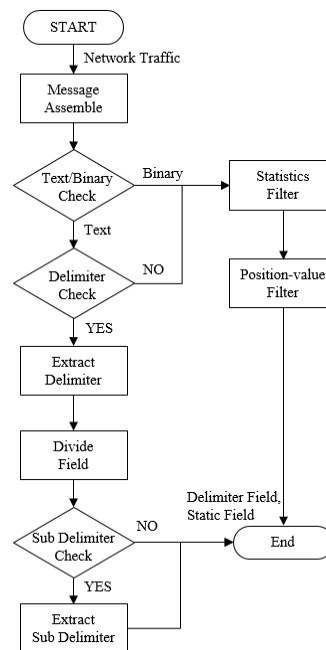 START
Network Traffic
Message
Assemble
Text/Binary
Check
Binary
Statistics
Filter
Text
Delimiter
Check
NO
Position-value
Filter
YES
Extract
Delimiter
Divide
Field
Delimiter Field,
Static Field
Sub Delimiter
Check
NO
End
YES
Extract
Sub Delimiter